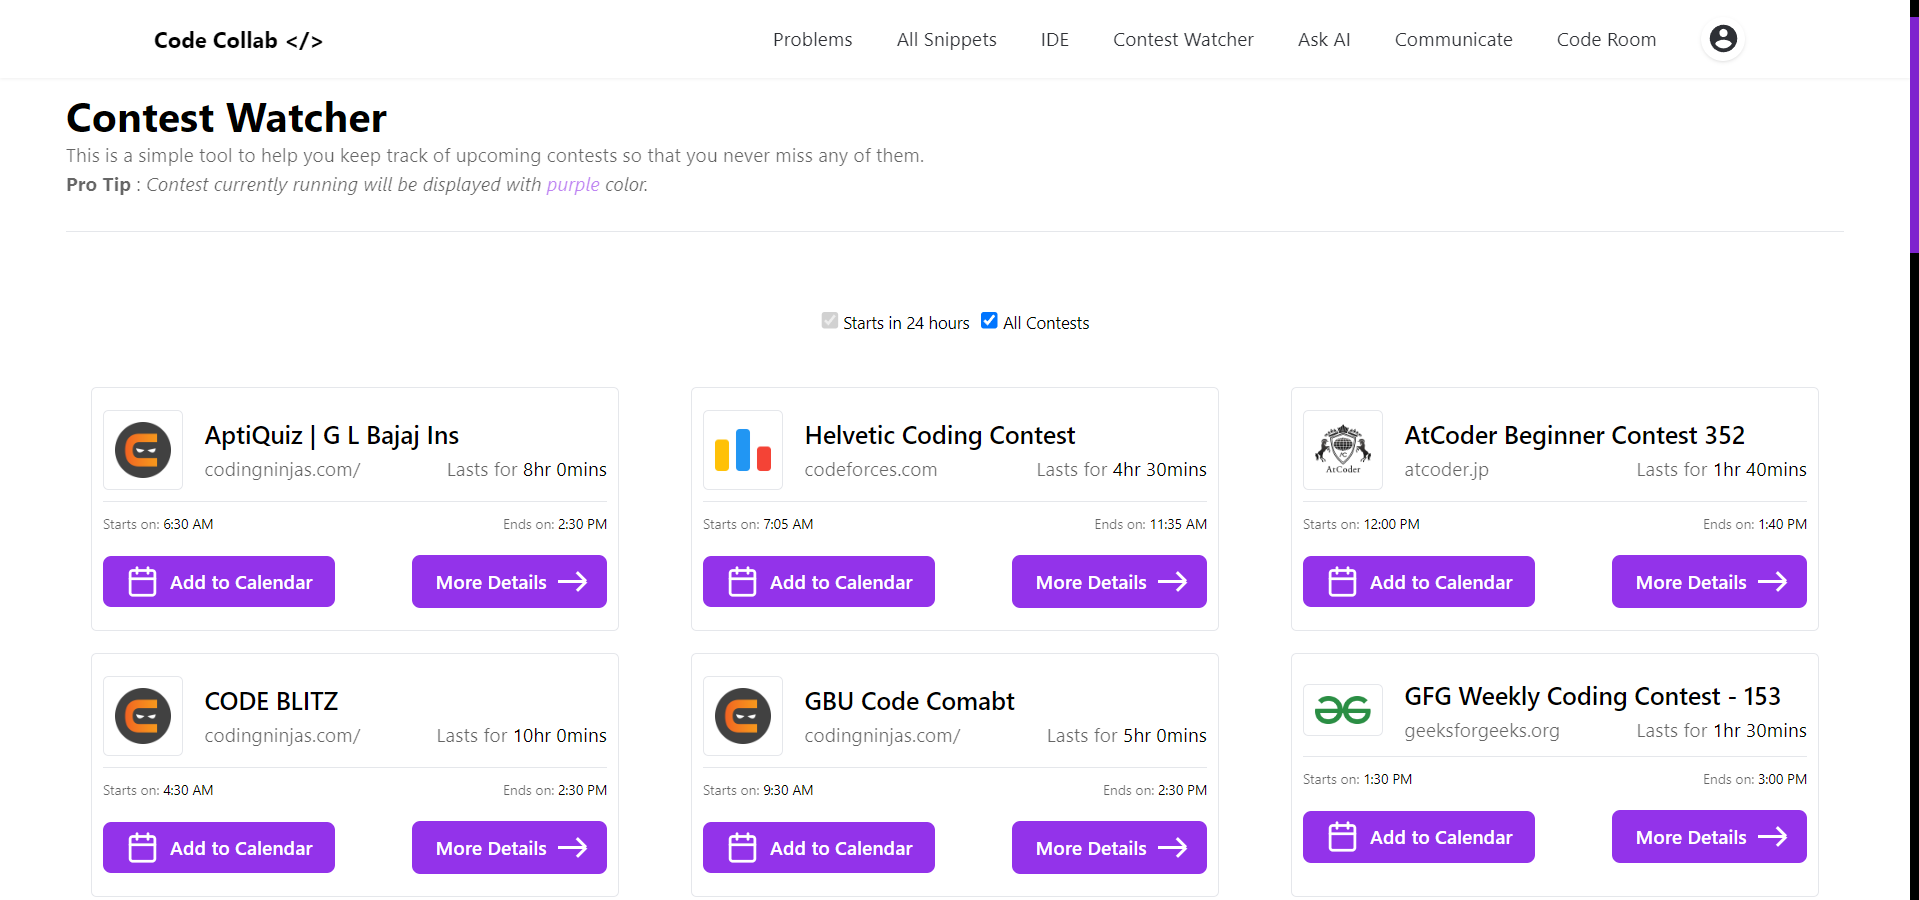 Code Collab </>
Problems All Snippets IDE Contest Watcher Ask AI Communicate Code Room
Contest Watcher
This is a simple tool to help you keep track of upcoming contests so that you never miss any of them.
Pro Tip : Contest currently running will be displayed with purple color.
Starts in 24 hours All Contests
AptiQuiz | G L Bajaj Ins
codingninjas.com/ Lasts for 8hr 0mins
Starts on: 6:30 AM Ends on: 2:30 PM
Add to Calendar More Details
Helvetic Coding Contest
codeforces.com Lasts for 4hr 30mins
Starts on: 7:05 AM Ends on: 11:35 AM
Add to Calendar More Details
AtCoder
AtCoder Beginner Contest 352
atcoder.jp Lasts for 1hr 40mins
Starts on: 12:00 PM Ends on: 1:40 PM
Add to Calendar More Details
CODE BLITZ
codingninjas.com/ Lasts for 10hr 0mins
Starts on: 4:30 AM Ends on: 2:30 PM
Add to Calendar More Details
GBU Code Comabt
codingninjas.com/ Lasts for 5hr 0mins
Starts on: 9:30 AM Ends on: 2:30 PM
Add to Calendar More Details
GFG Weekly Coding Contest - 153
geeksforgeeks.org Lasts for 1hr 30mins
Starts on: 1:30 PM Ends on: 3:00 PM
Add to Calendar More Details